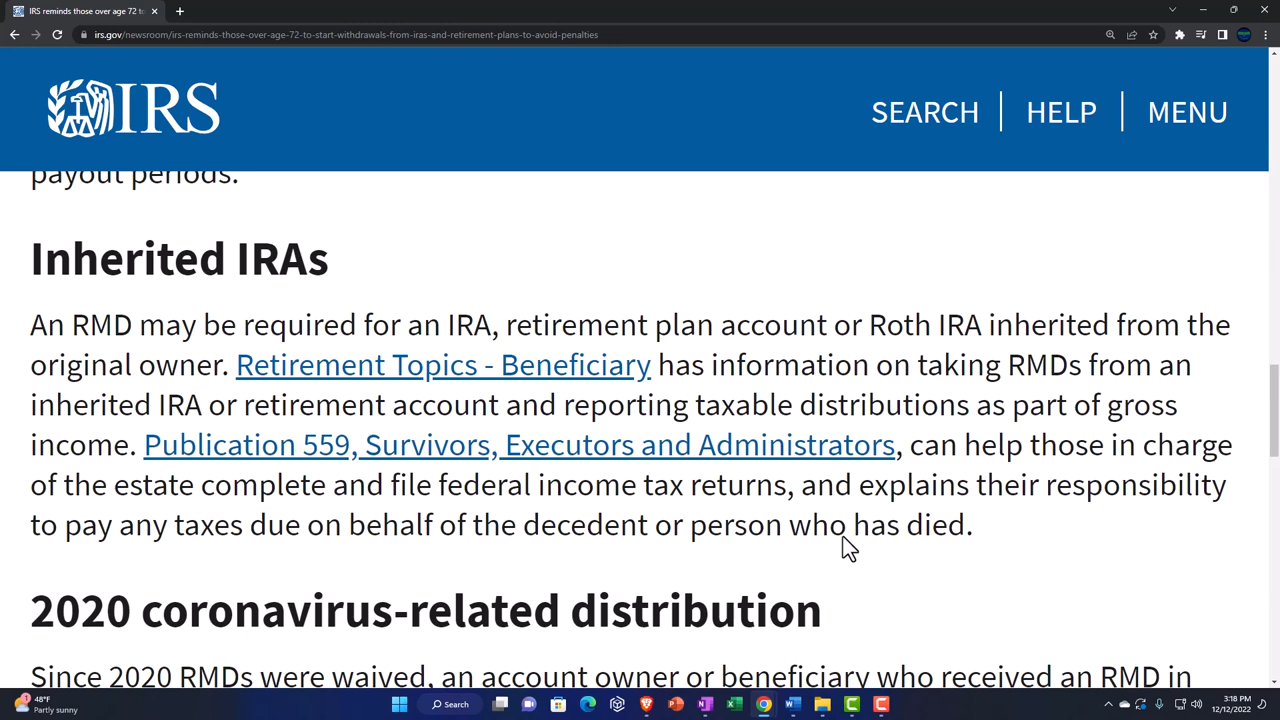 IRS reminds those over age 72 to
irs.gov/newsroom/irs-reminds-those-over-age-72-to-start-withdrawals-from-iras-and-retirement-plans-to-avoid-penalties
IRS
SEARCH HELP MENU
payout periods.
Inherited IRAs
An RMD may be required for an IRA, retirement plan account or Roth IRA inherited from the
original owner. Retirement Topics - Beneficiary has information on taking RMDs from an
inherited IRA or retirement account and reporting taxable distributions as part of gross
income. Publication 559, Survivors, Executors and Administrators, can help those in charge
of the estate complete and file federal income tax returns, and explains their responsibility
to pay any taxes due on behalf of the decedent or person who has died.
2020 coronavirus-related distribution
Since 2020 RMDs were waived, an account owner or beneficiary who received an RMD in
48°F
Partly sunny
Search
3:18 PM
12/12/2022